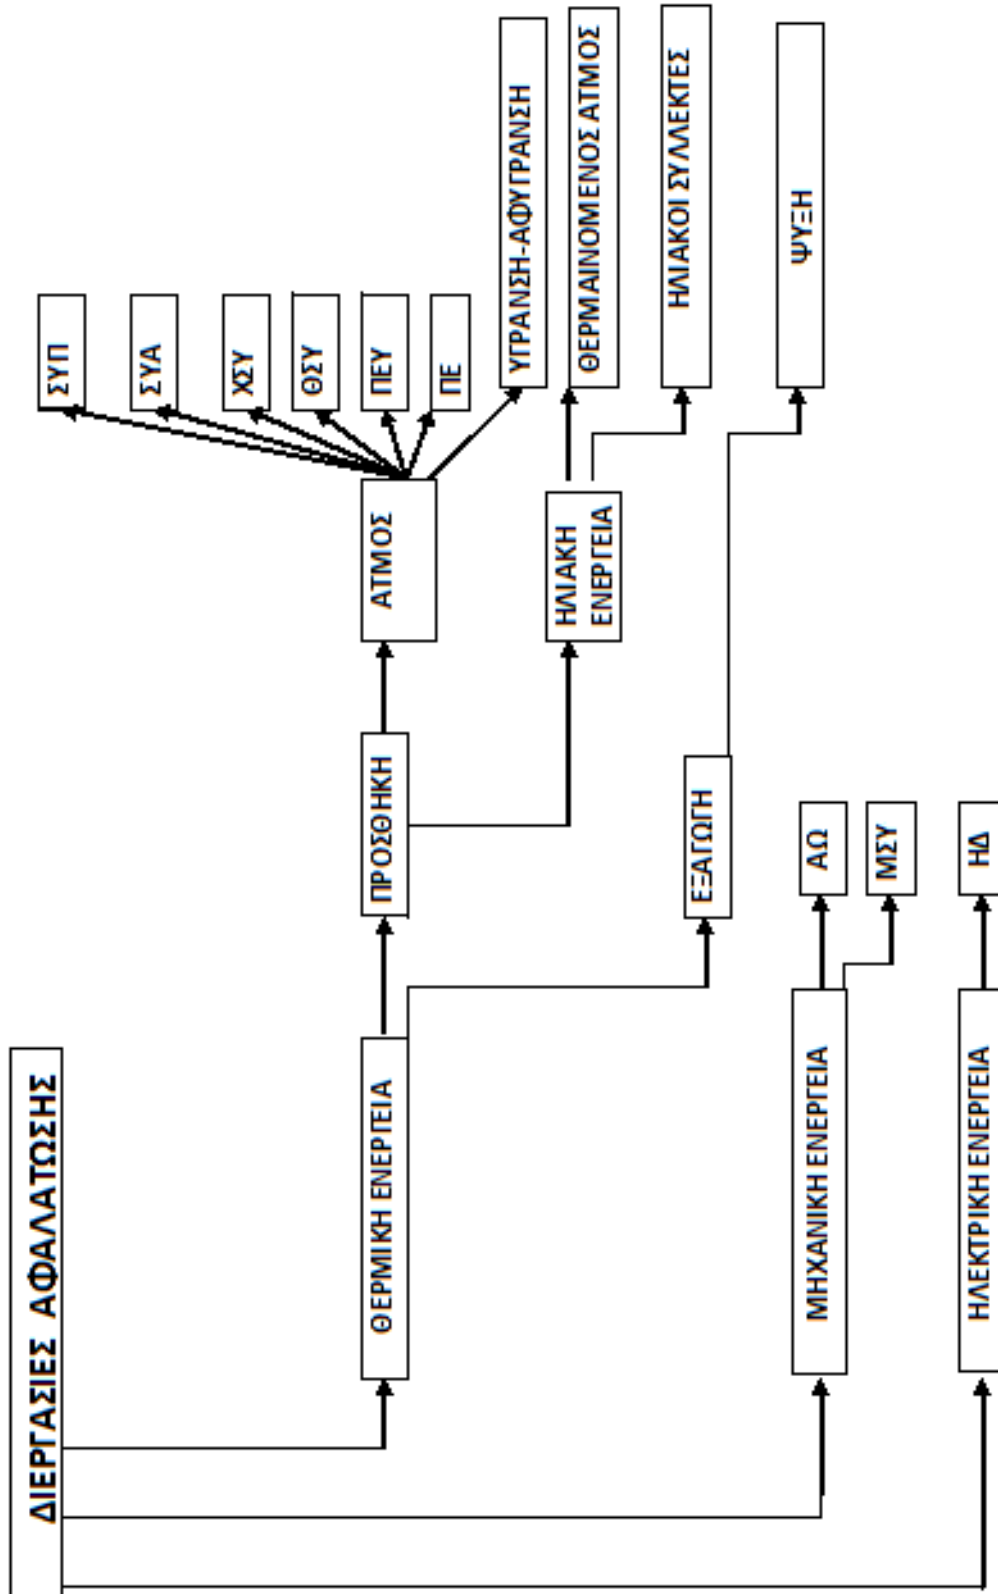 ΔΙΕΡΓΑΣΙΕΣ ΑΦΑΛΑΤΩΣΗΣ
ΘΕΡΜΙΚΗ ΕΝΕΡΓΕΙΑ
ΠΡΟΣΘΗΚΗ
ΑΤΜΟΣ
ΣΥΠ
ΣΥΑ
ΧΣΥ
ΘΣΥ
ΠΕΥ
ΠΕ
ΥΓΡΑΝΣΗ-ΑΦΥΓΡΑΝΣΗ
ΗΛΙΑΚΗ
ΕΝΕΡΓΕΙΑ
ΘΕΡΜΑΙΝΟΜΕΝΟΣ ΑΤΜΟΣ
ΗΛΙΑΚΟΙ ΣΥΛΛΕΚΤΕΣ
ΕΞΑΓΩΓΗ
ΨΥΞΗ
ΜΗΧΑΝΙΚΗ ΕΝΕΡΓΕΙΑ
ΑΩ
ΜΣΥ
ΗΛΕΚΤΡΙΚΗ ΕΝΕΡΓΕΙΑ
ΗΔ